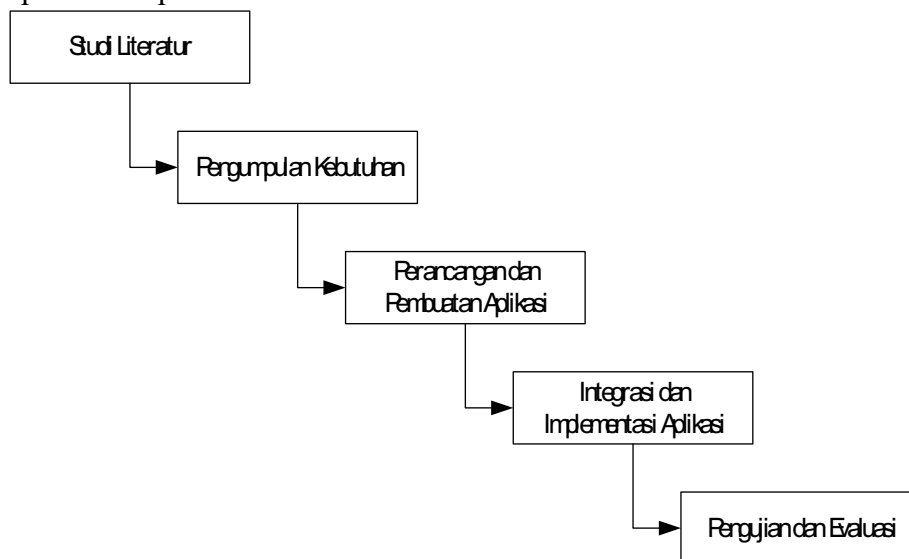 Studi Literatur
Pengumpulan Kebutuhan
Perancangan dan
Pembuatan Aplikasi
Integrasi dan
Implementasi Aplikasi
Pengujian dan Evaluasi